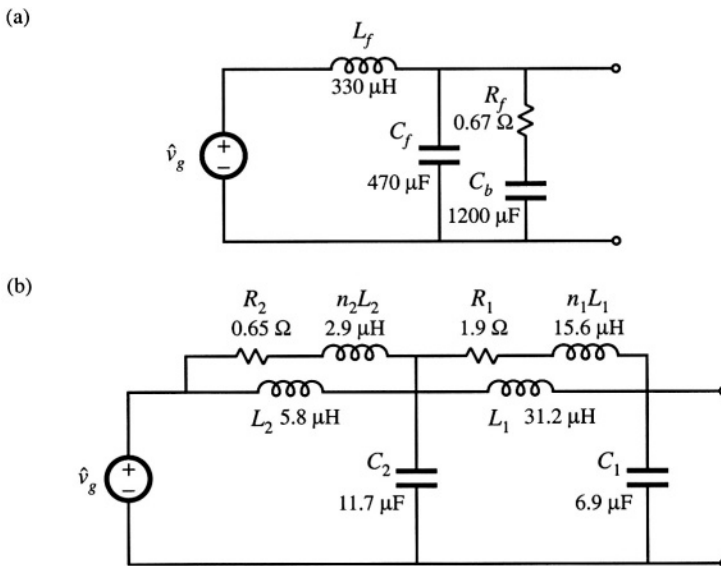 (a)
L_f
330 µH
R_f
0.67 Ω
C_f
470 µF
C_b
1200 µF
v̂_g
+
−
(b)
R_2
n_2L_2
R_1
n_1L_1
0.65 Ω
2.9 µH
1.9 Ω
15.6 µH
L_2 5.8 µH
L_1 31.2 µH
v̂_g
+
−
C_2
11.7 µF
C_1
6.9 µF